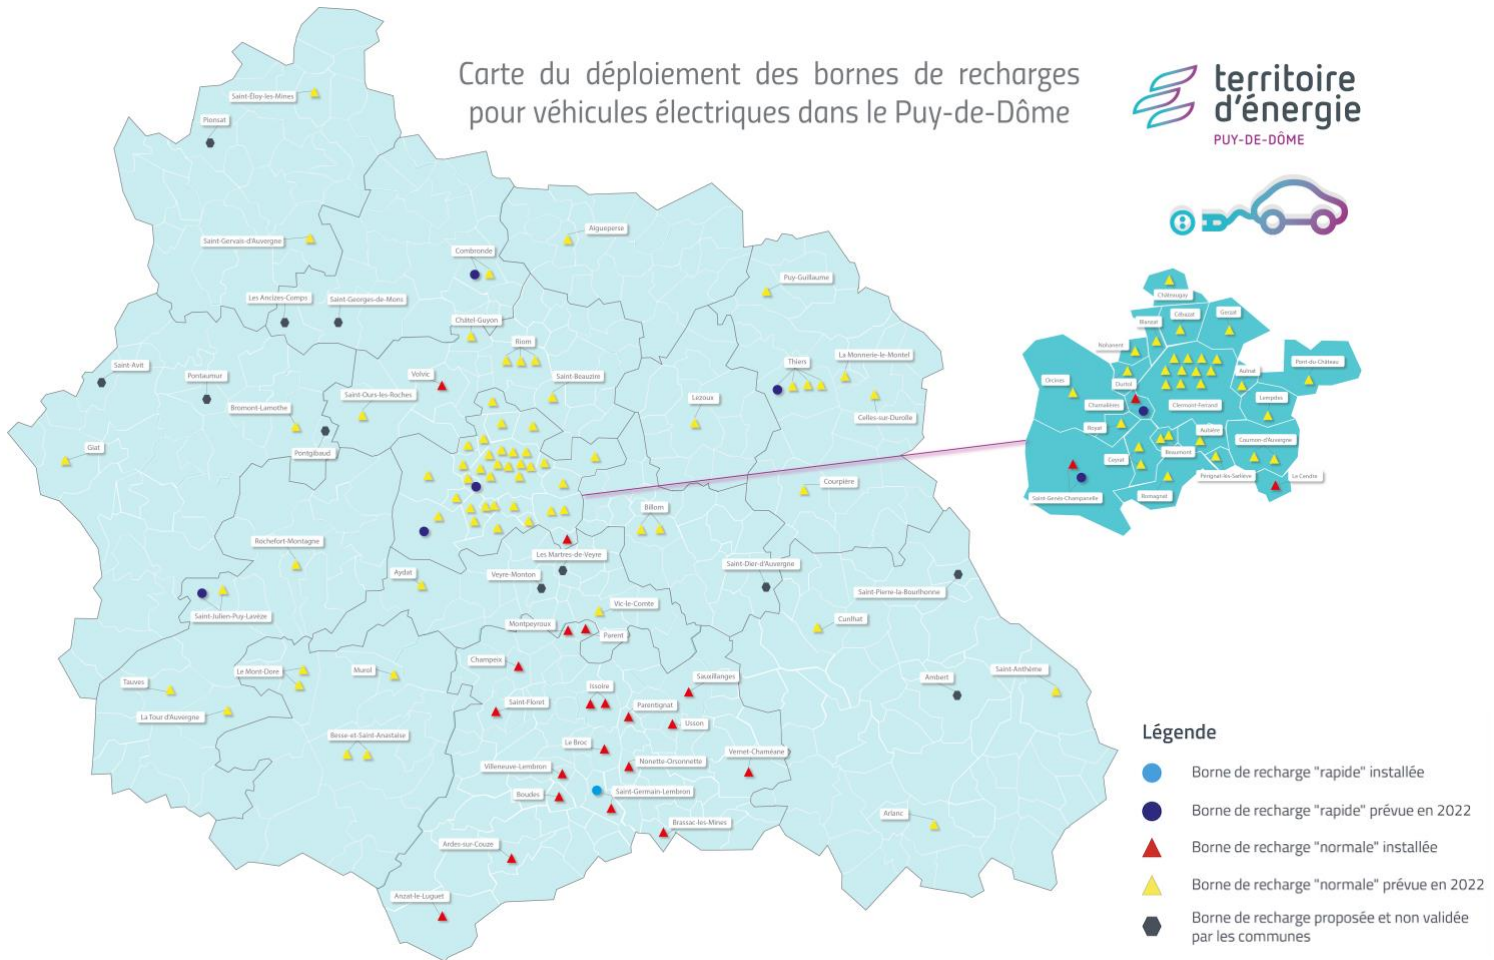 Carte du déploiement des bornes de recharges
pour véhicules électriques dans le Puy-de-Dôme
territoire
d'énergie
PUY-DE-DÔME
Saint-Éloy-les-Mines
Pionsat
Saint-Gervais-d'Auvergne
Aigueperse
Combronde
Puy-Guillaume
Les Ancizes-Comps
Saint-Georges-de-Mons
Châtel-Guyon
Riom
Thiers
La Monnerie-le-Montel
Saint-Avit
Pontaumur
Volvic
Saint-Beauzire
Saint-Ours-les-Roches
Lezoux
Bromont-Lamothe
Celles-sur-Durolle
Giat
Pontgibaud
Courpière
Billom
Rochefort-Montagne
Les Martres-de-Veyre
Saint-Dier-d'Auvergne
Aydat
Veyre-Monton
Saint-Pierre-la-Bourlhonne
Vic-le-Comte
Saint-Julien-Puy-Lavèze
Cunlhat
Montpeyroux
Parent
Champeix
Le Mont-Dore
Murol
Saint-Anthème
Sauxillanges
Ambert
Tauves
Issoire
Saint-Floret
Parentignat
La Tour d'Auvergne
Usson
Besse-et-Saint-Anastaise
Le Broc
Vernet-Chaméane
Villeneuve-Lembron
Nonette-Orsonnette
Boudes
Saint-Germain-Lembron
Arlanc
Brassac-les-Mines
Ardes-sur-Couze
Anzat-le-Luguet
Châteaugay
Cébazat
Gerzat
Blanzat
Nohanent
Pont-du-Château
Aulnat
Orcines
Durtol
Lempdes
Chamalières
Clermont-Ferrand
Royat
Aubière
Cournon-d'Auvergne
Ceyrat
Beaumont
Pérignat-lès-Sarliève
Le Cendre
Saint-Genès-Champanelle
Romagnat
Légende
Borne de recharge "rapide" installée
Borne de recharge "rapide" prévue en 2022
Borne de recharge "normale" installée
Borne de recharge "normale" prévue en 2022
Borne de recharge proposée et non validée
par les communes